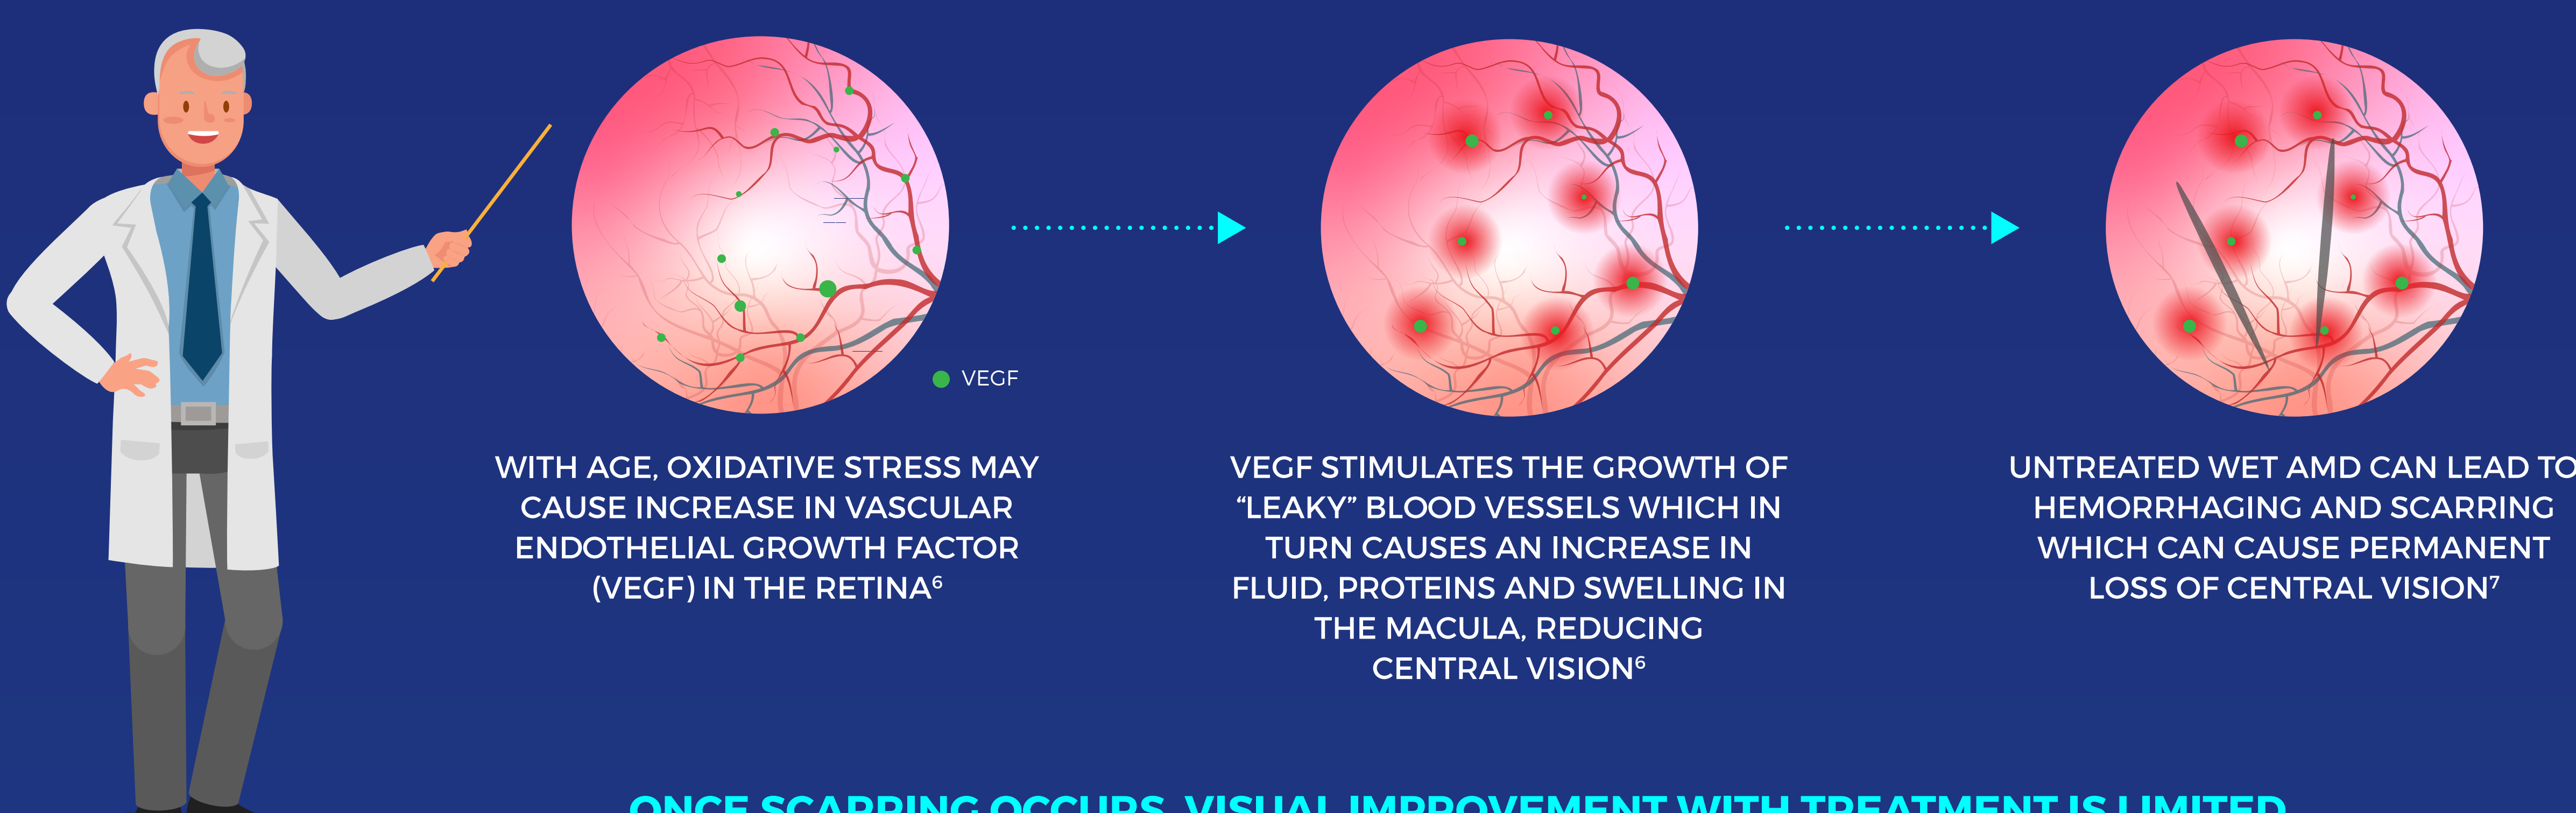 VEGF
WITH AGE, OXIDATIVE STRESS MAY
CAUSE INCREASE IN VASCULAR
ENDOTHELIAL GROWTH FACTOR
(VEGF) IN THE RETINA⁶
VEGF STIMULATES THE GROWTH OF
“LEAKY” BLOOD VESSELS WHICH IN
TURN CAUSES AN INCREASE IN
FLUID, PROTEINS AND SWELLING IN
THE MACULA, REDUCING
CENTRAL VISION⁶
UNTREATED WET AMD CAN LEAD TO
HEMORRHAGING AND SCARRING
WHICH CAN CAUSE PERMANENT
LOSS OF CENTRAL VISION⁷
ONCE SCARRING OCCURS, VISUAL IMPROVEMENT WITH TREATMENT IS LIMITED